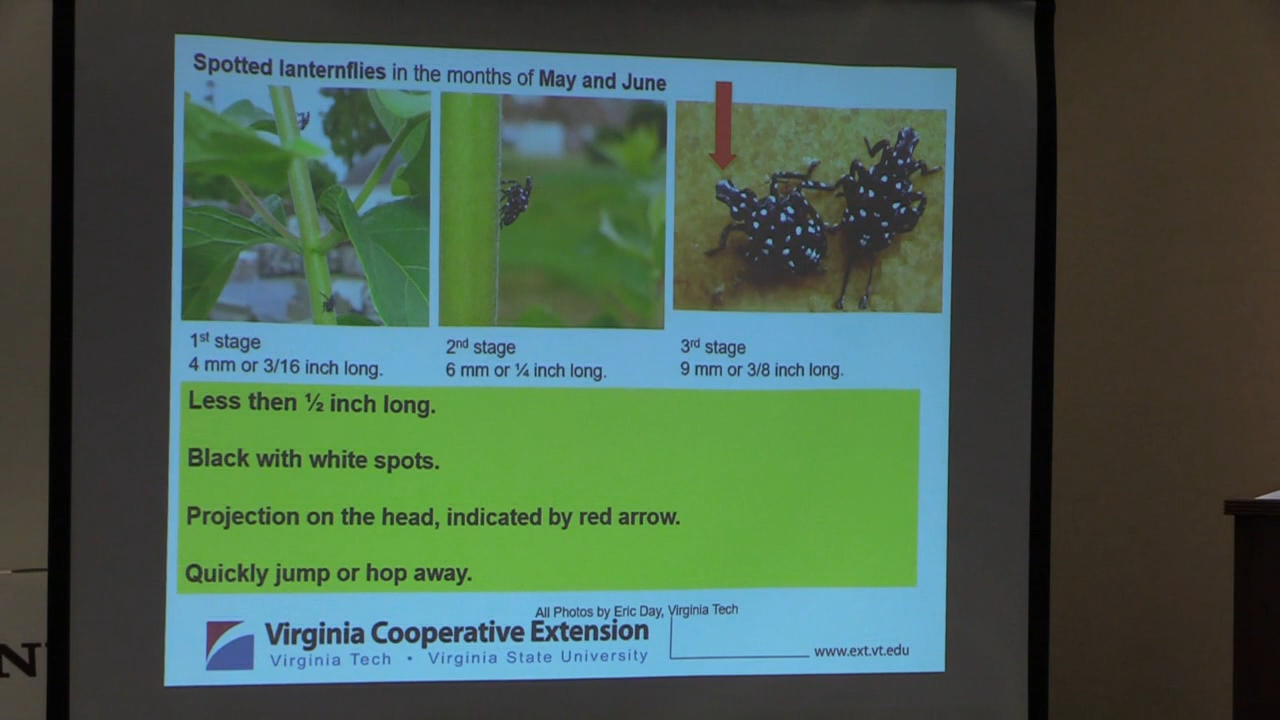 Spotted lanternflies in the months of May and June
1st stage
4 mm or 3/16 inch long.
2nd stage
6 mm or ¼ inch long.
3rd stage
9 mm or 3/8 inch long.
Less then ½ inch long.
Black with white spots.
Projection on the head, indicated by red arrow.
Quickly jump or hop away.
All Photos by Eric Day, Virginia Tech
Virginia Cooperative Extension
Virginia Tech • Virginia State University
www.ext.vt.edu
N